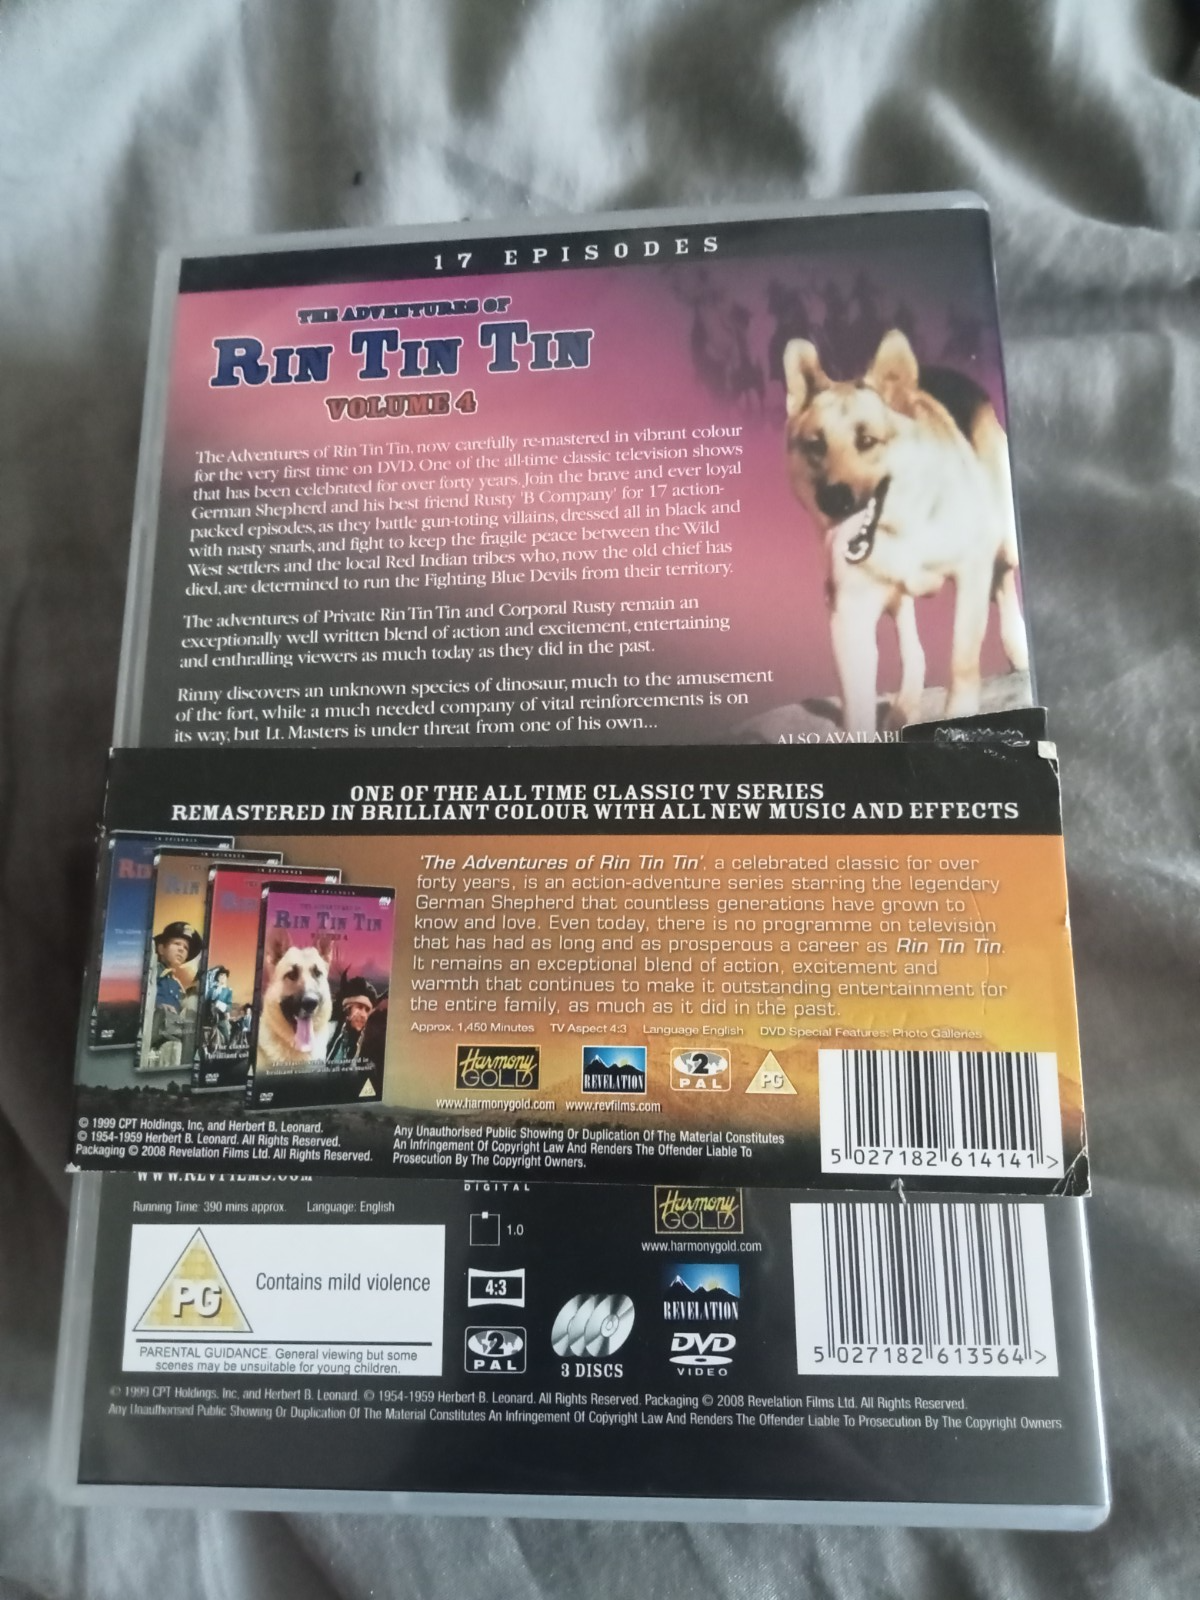 17 EPISODES
THE ADVENTURES OF
RIN TIN TIN
VOLUME 4
The Adventures of Rin Tin Tin, now carefully re-mastered in vibrant colour
for the very first time on DVD. One of the all-time classic television shows
that has been celebrated for over forty years. Join the brave and ever loyal
German Shepherd and his best friend Rusty 'B Company' for 17 action-
packed episodes, as they battle gun-toting villains, dressed all in black and
with nasty snarls, and fight to keep the fragile peace between the Wild
West settlers and the local Red Indian tribes who, now the old chief has
died, are determined to run the Fighting Blue Devils from their territory.
The adventures of Private Rin Tin Tin and Corporal Rusty remain an
exceptionally well written blend of action and excitement, entertaining
and enthralling viewers as much today as they did in the past.
Rinny discovers an unknown species of dinosaur, much to the amusement
of the fort, while a much needed company of vital reinforcements is on
its way, but Lt. Masters is under threat from one of his own...
ALSO AVAILABL
ONE OF THE ALL TIME CLASSIC TV SERIES
REMASTERED IN BRILLIANT COLOUR WITH ALL NEW MUSIC AND EFFECTS
'The Adventures of Rin Tin Tin', a celebrated classic for over
forty years, is an action-adventure series starring the legendary
German Shepherd that countless generations have grown to
know and love. Even today, there is no programme on television
that has had as long and as prosperous a career as Rin Tin Tin.
It remains an exceptional blend of action, excitement and
warmth that continues to make it outstanding entertainment for
the entire family, as much as it did in the past.
Approx. 1,450 Minutes TV Aspect 4:3 Language English DVD Special Features: Photo Galleries
RIN TIN TIN
Harmony
GOLD
REVELATION
2
PAL
PG
www.harmonygold.com www.revfilms.com
© 1999 CPT Holdings, Inc, and Herbert B. Leonard.
© 1954-1959 Herbert B. Leonard. All Rights Reserved.
Packaging © 2008 Revelation Films Ltd. All Rights Reserved.
Any Unauthorised Public Showing Or Duplication Of The Material Constitutes
An Infringement Of Copyright Law And Renders The Offender Liable To
Prosecution By The Copyright Owners.
5 027182 614141 >
WWW.REVFILMS.COM
DIGITAL
Running Time: 390 mins approx. Language: English
1.0
Harmony
GOLD
www.harmonygold.com
PG
Contains mild violence
PARENTAL GUIDANCE. General viewing but some
scenes may be unsuitable for young children.
4:3
2
PAL
3 DISCS
REVELATION
DVD
VIDEO
5 027182 613564 >
© 1999 CPT Holdings, Inc, and Herbert B. Leonard. © 1954-1959 Herbert B. Leonard. All Rights Reserved. Packaging © 2008 Revelation Films Ltd. All Rights Reserved.
Any Unauthorised Public Showing Or Duplication Of The Material Constitutes An Infringement Of Copyright Law And Renders The Offender Liable To Prosecution By The Copyright Owners.